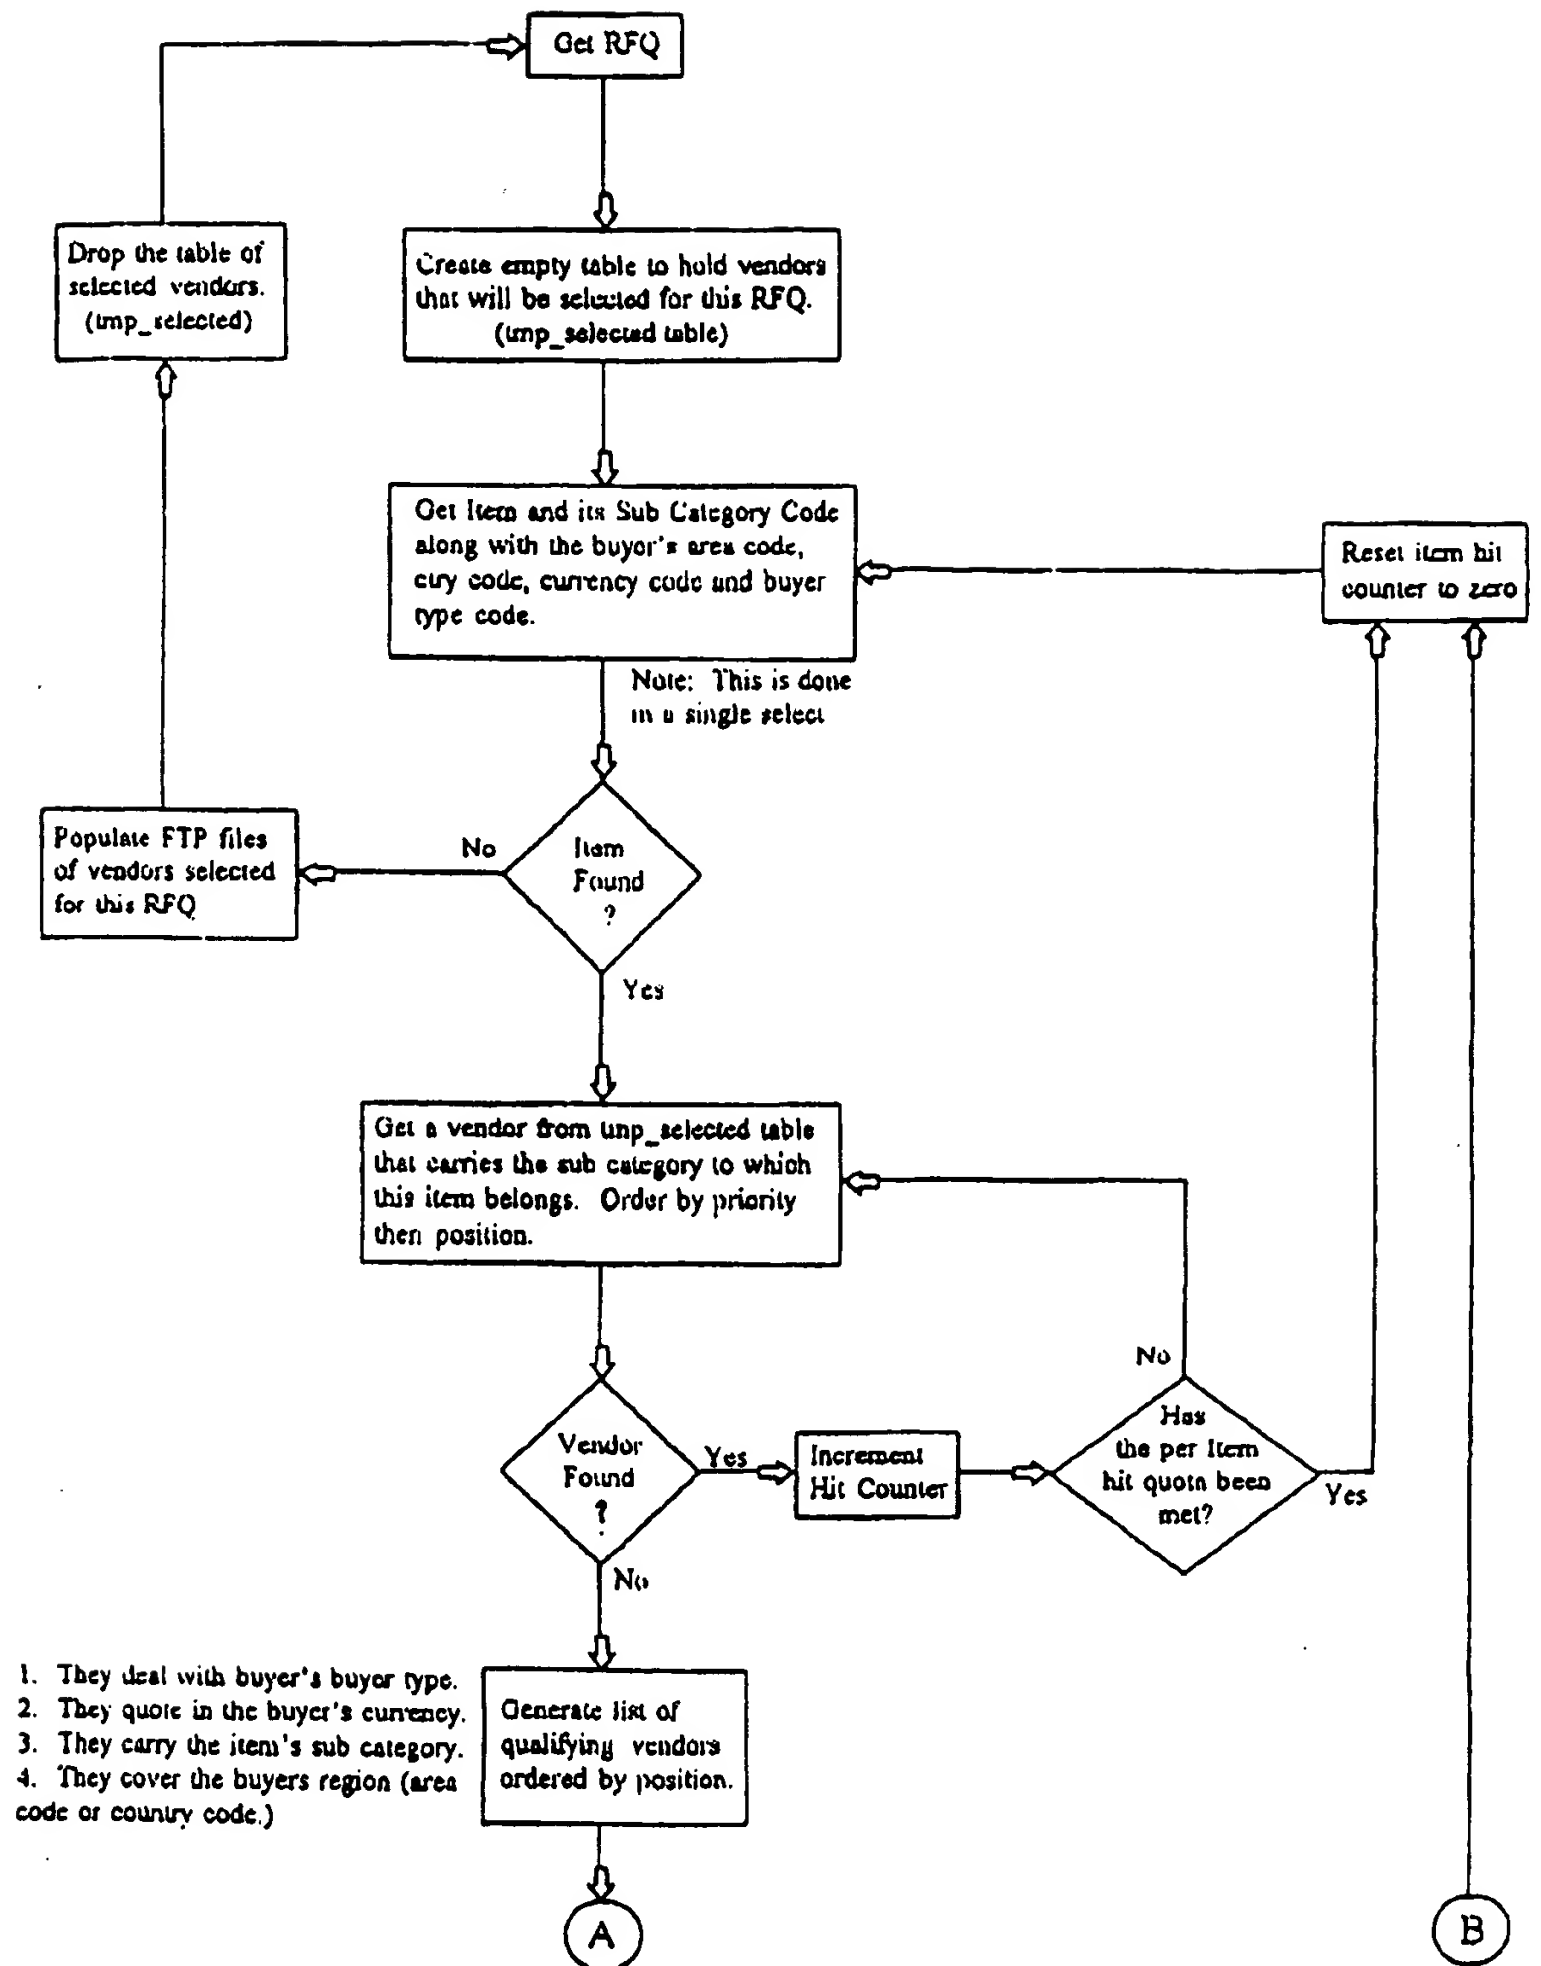 Get RFQ
Drop the table of
selected vendors.
(tmp_selected)
Create empty table to hold vendors
that will be selected for this RFQ.
(tmp_selected table)
Get Item and its Sub Category Code
along with the buyer's area code,
ctry code, currency code and buyer
type code.
Reset item hit
counter to zero
Note: This is done
in a single select
Populate FTP files
of vendors selected
for this RFQ
No
Item
Found
?
Yes
Get a vendor from tmp_selected table
that carries the sub category to which
this item belongs. Order by priority
then position.
No
Vendor
Found
?
Yes
Increment
Hit Counter
Has
the per Item
hit quota been
met?
Yes
No
1. They deal with buyer's buyer type.
2. They quote in the buyer's currency.
3. They carry the item's sub category.
4. They cover the buyers region (area
code or country code.)
Generate list of
qualifying vendors
ordered by position.
A
B